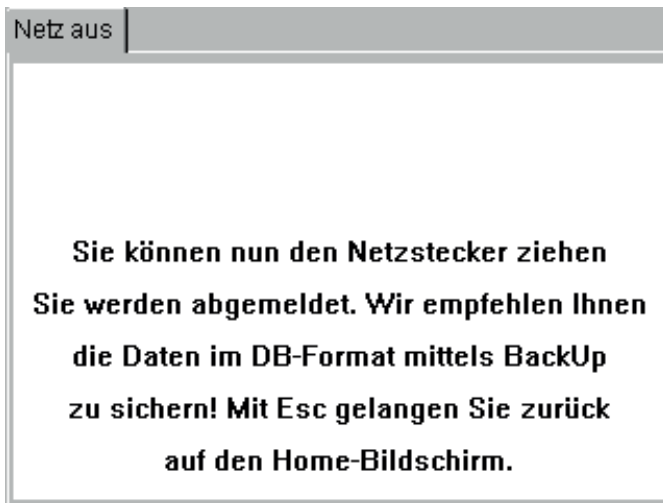 Netz aus
Sie können nun den Netzstecker ziehen
Sie werden abgemeldet. Wir empfehlen Ihnen
die Daten im DB-Format mittels BackUp
zu sichern! Mit Esc gelangen Sie zurück
auf den Home-Bildschirm.